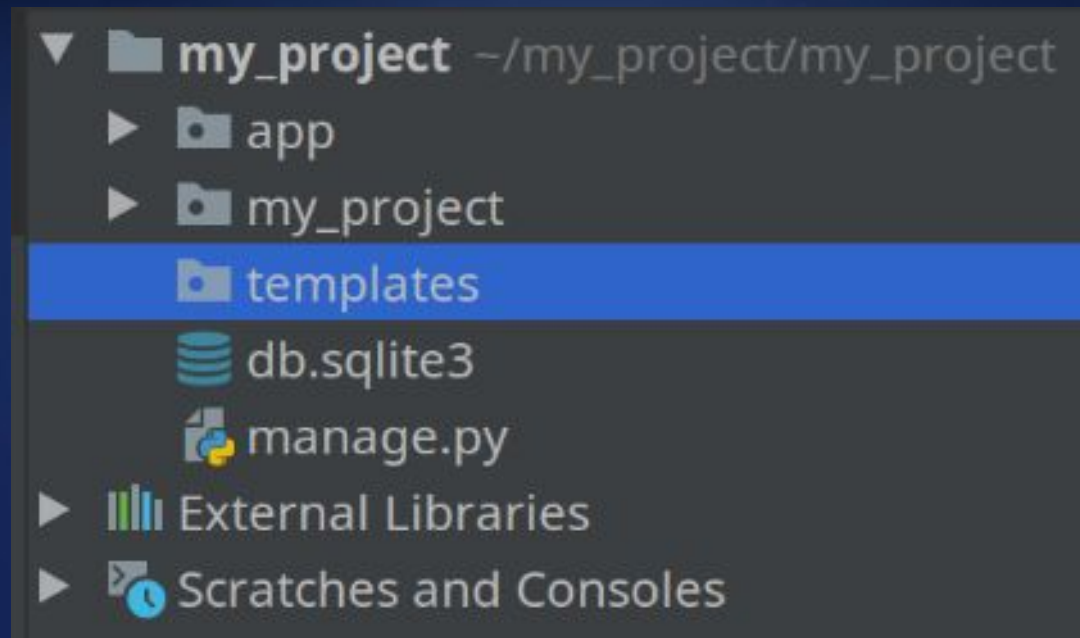 my_project ~/my_project/my_project
app
my_project
templates
db.sqlite3
manage.py
External Libraries
Scratches and Consoles